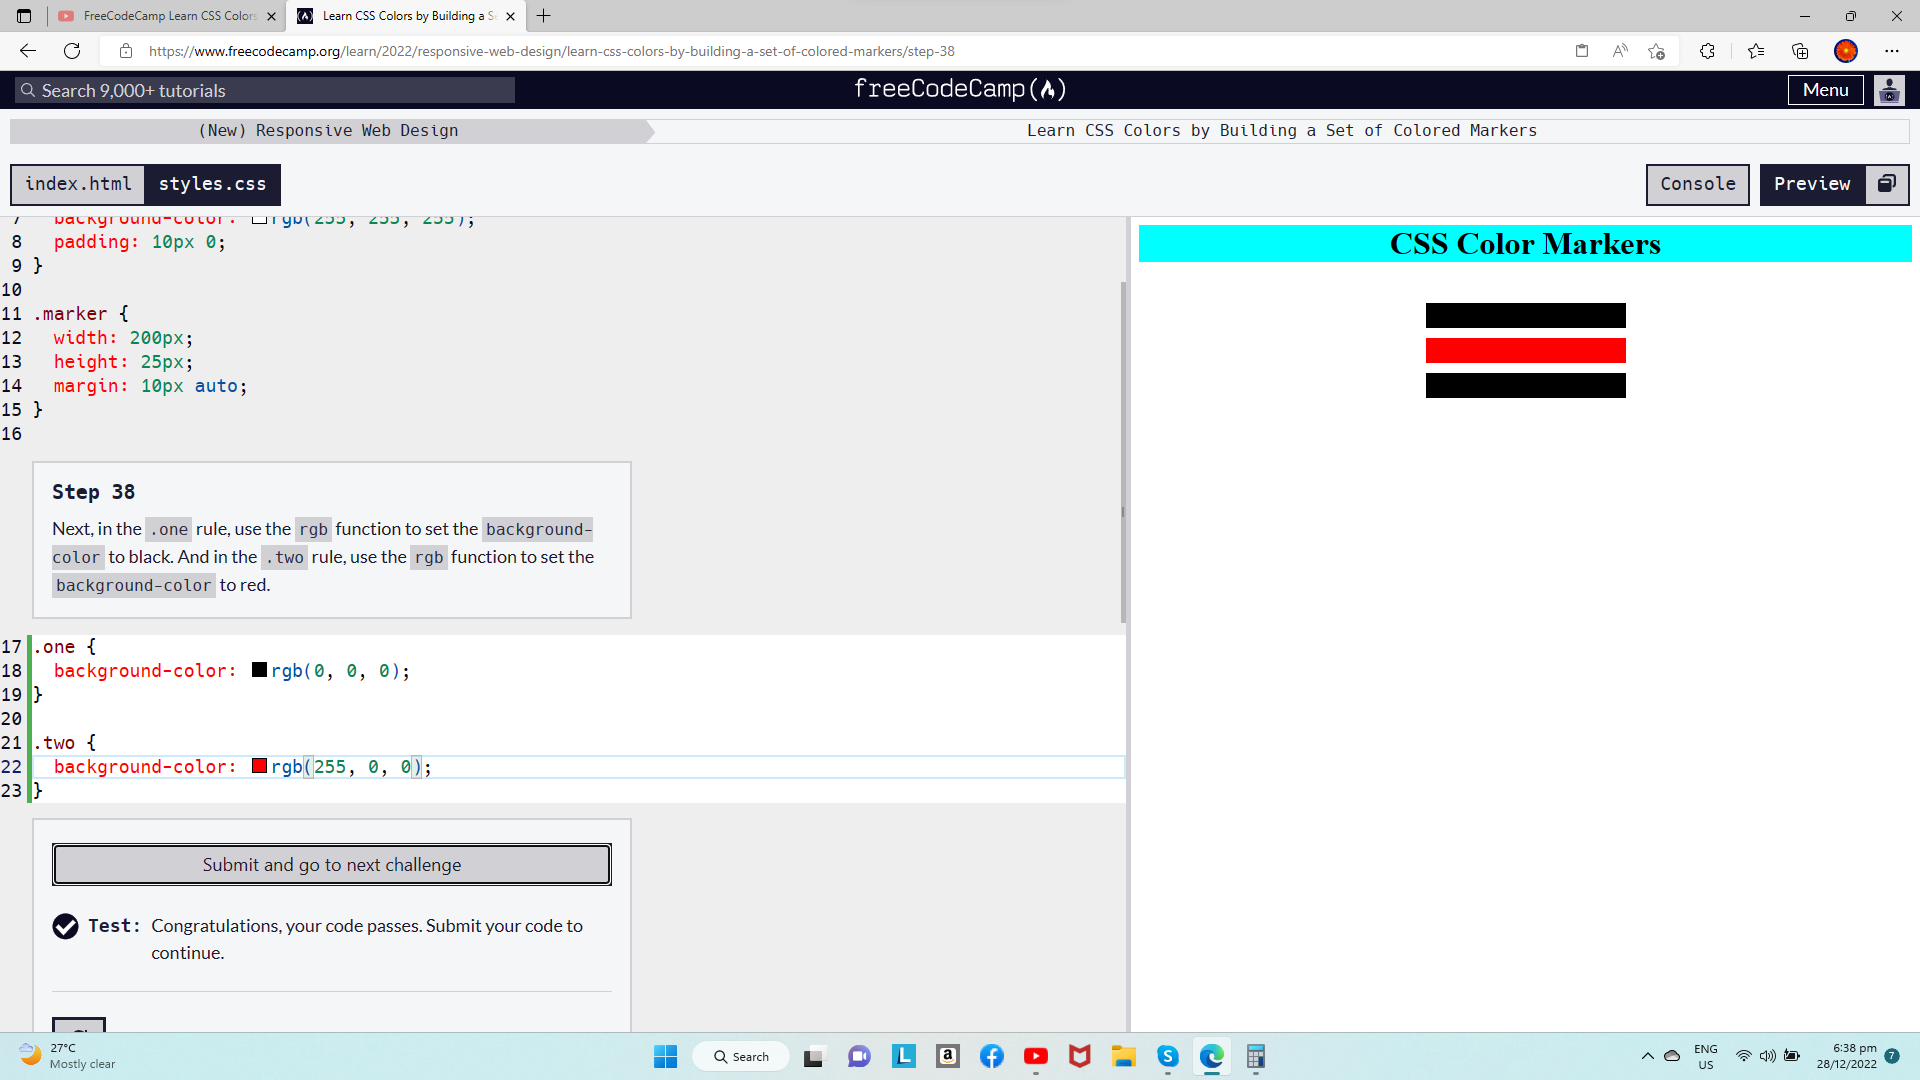 FreeCodeCamp Learn CSS Colors
Learn CSS Colors by Building a Se
https://www.freecodecamp.org/learn/2022/responsive-web-design/learn-css-colors-by-building-a-set-of-colored-markers/step-38
Search 9,000+ tutorials
freeCodeCamp(🔥)
Menu
(New) Responsive Web Design
Learn CSS Colors by Building a Set of Colored Markers
index.html
styles.css
Console
Preview
7 background-color: rgb(255, 255, 255);
8 padding: 10px 0;
9 }
10
11 .marker {
12 width: 200px;
13 height: 25px;
14 margin: 10px auto;
15 }
16
Step 38
Next, in the .one rule, use the rgb function to set the background-
color to black. And in the .two rule, use the rgb function to set the
background-color to red.
17 .one {
18 background-color: rgb(0, 0, 0);
19 }
20
21 .two {
22 background-color: rgb(255, 0, 0);
23 }
Submit and go to next challenge
Test: Congratulations, your code passes. Submit your code to
continue.
CSS Color Markers
27°C
Mostly clear
Search
ENG
US
6:38 pm
28/12/2022
7